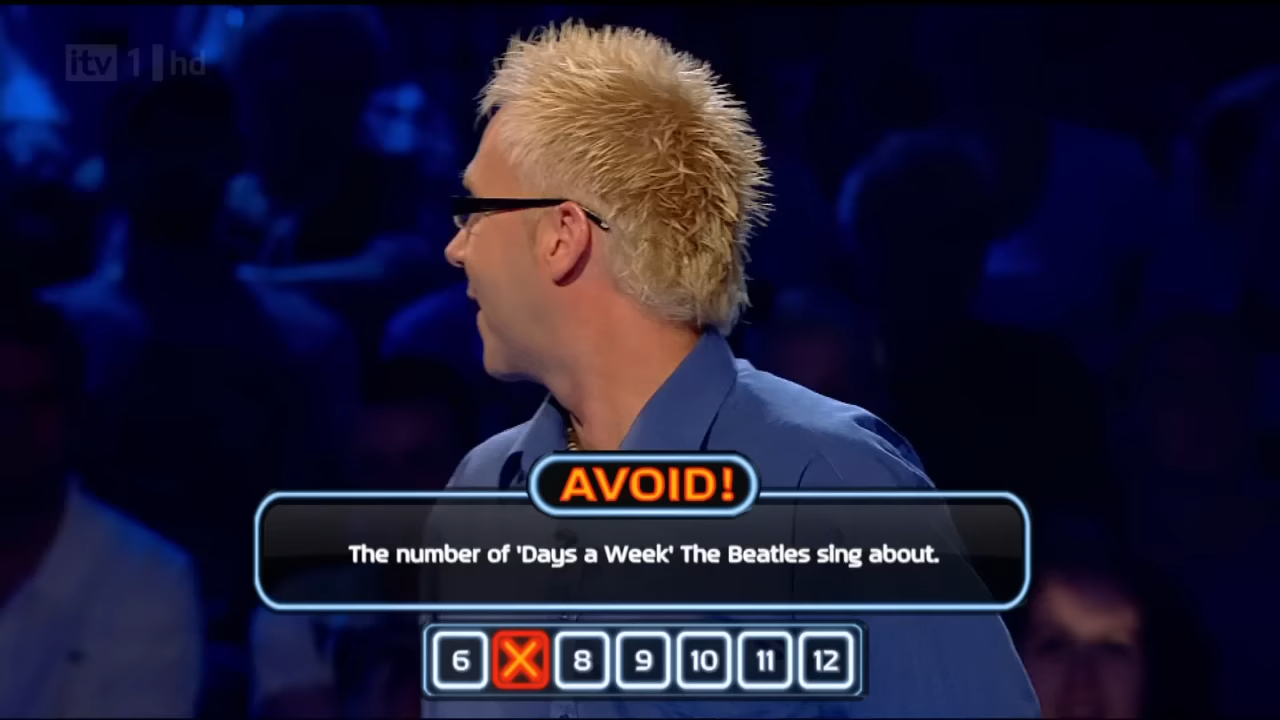 itv 1 hd
AVOID!
The number of 'Days a Week' The Beatles sing about.
6 X 8 9 10 11 12